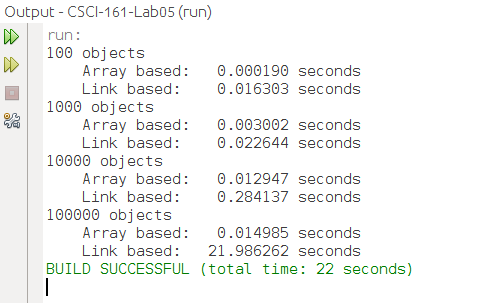 Output - CSCI-161-Lab05 (run)
run:
100 objects
    Array based:   0.000190 seconds
    Link based:    0.016303 seconds
1000 objects
    Array based:   0.003002 seconds
    Link based:    0.022644 seconds
10000 objects
    Array based:   0.012947 seconds
    Link based:    0.284137 seconds
100000 objects
    Array based:   0.014985 seconds
    Link based:   21.986262 seconds
BUILD SUCCESSFUL (total time: 22 seconds)